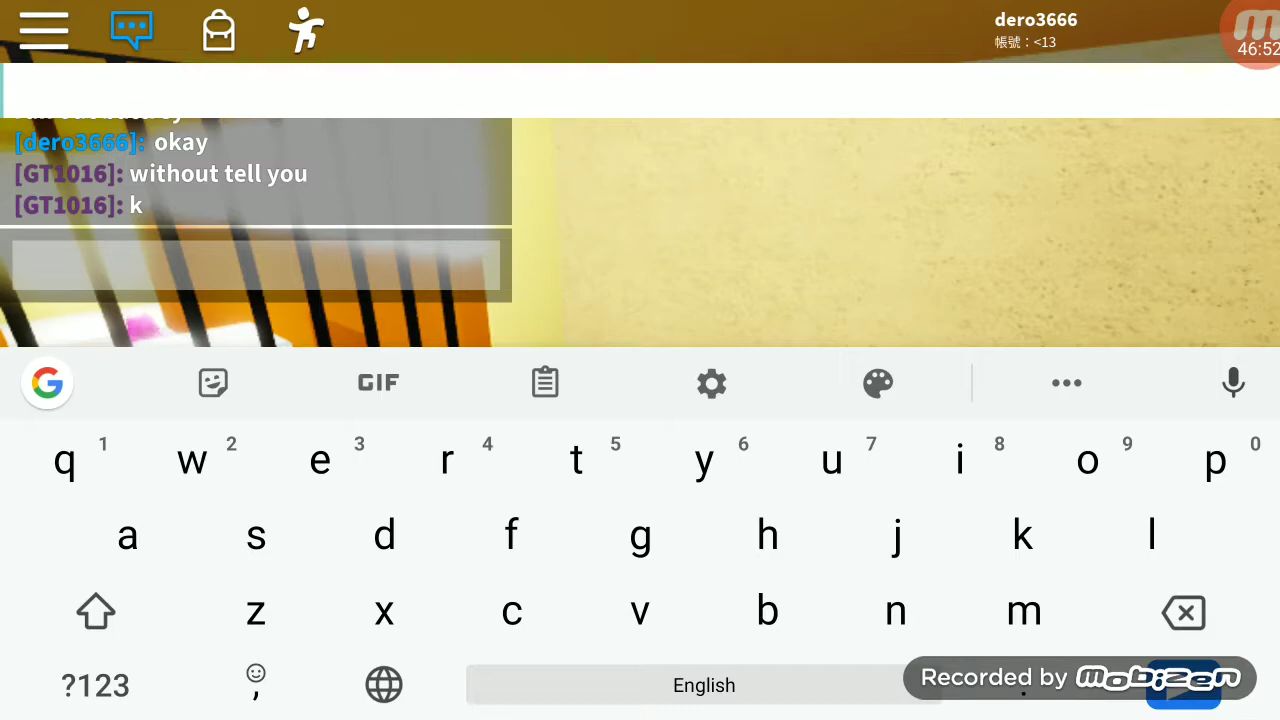 dero3666
帳號：<13
46:52
[dero3666]: okay
[GT1016]: without tell you
[GT1016]: k
GIF
q 1 w 2 e 3 r 4 t 5 y 6 u 7 i 8 o 9 p 0
a s d f g h j k l
z x c v b n m
?123 , English .
Recorded by mobizen